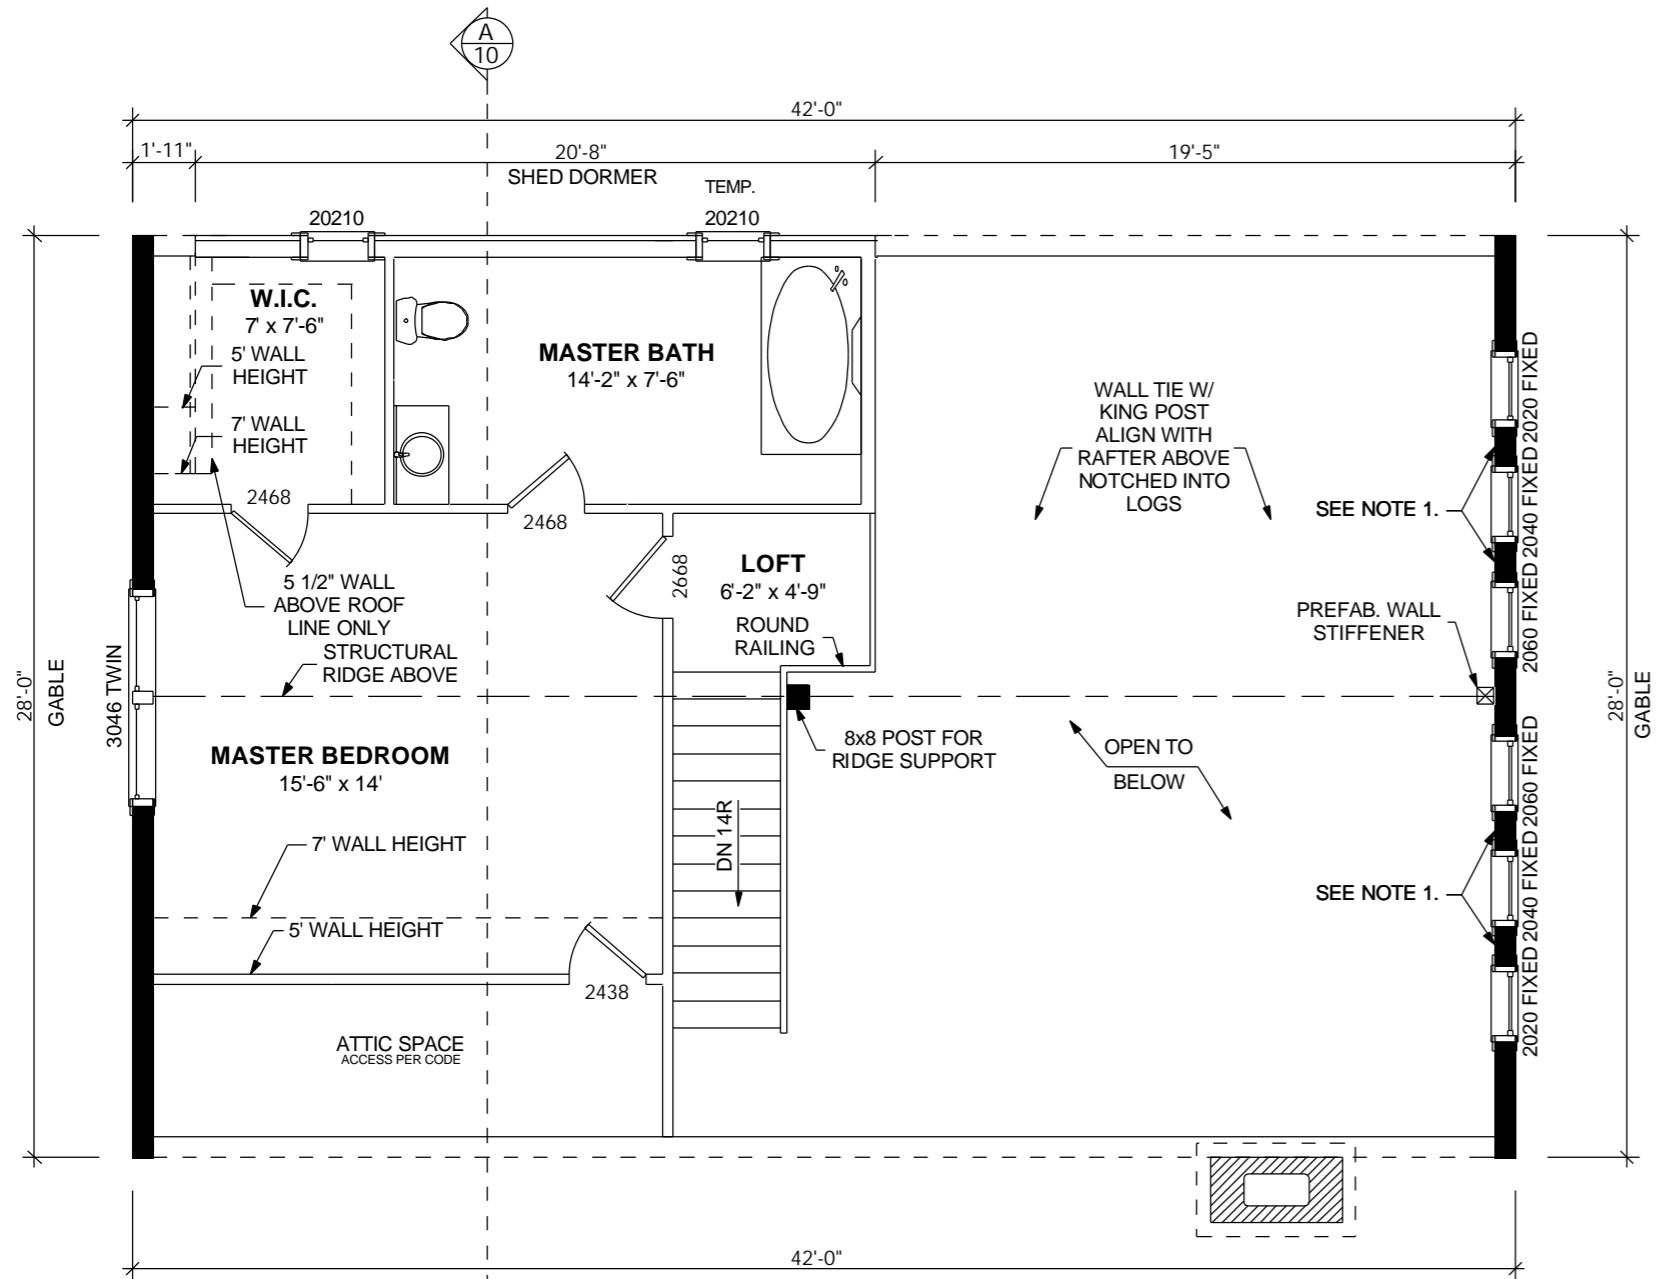 A
10
42'-0"
1'-11"
20'-8"
19'-5"
SHED DORMER
TEMP.
20210
20210
W.I.C.
7' x 7'-6"
5' WALL
HEIGHT
7' WALL
HEIGHT
MASTER BATH
14'-2" x 7'-6"
WALL TIE W/
KING POST
ALIGN WITH
RAFTER ABOVE
NOTCHED INTO
LOGS
2020 FIXED
2040 FIXED
2060 FIXED
SEE NOTE 1.
2468
2468
2668
LOFT
6'-2" x 4'-9"
ROUND
RAILING
5 1/2" WALL
ABOVE ROOF
LINE ONLY
STRUCTURAL
RIDGE ABOVE
PREFAB. WALL
STIFFENER
28'-0"
GABLE
3046 TWIN
28'-0"
GABLE
MASTER BEDROOM
15'-6" x 14'
8x8 POST FOR
RIDGE SUPPORT
OPEN TO
BELOW
DN 14R
7' WALL HEIGHT
5' WALL HEIGHT
2060 FIXED
2040 FIXED
2020 FIXED
SEE NOTE 1.
2438
ATTIC SPACE
ACCESS PER CODE
42'-0"